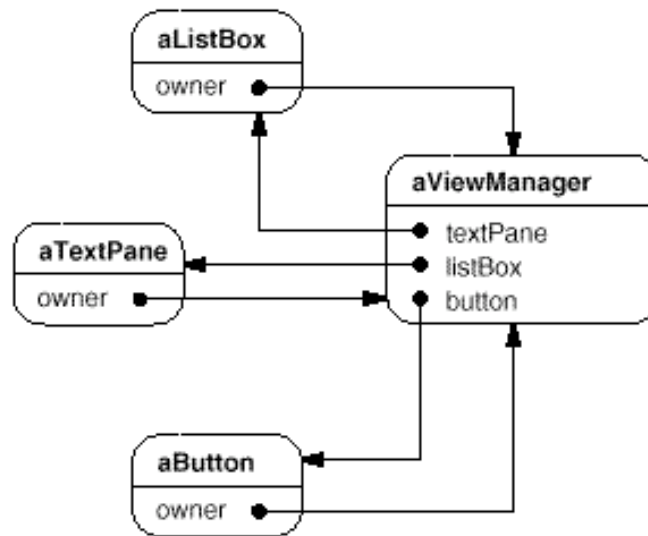 aListBox
owner
aViewManager
textPane
listBox
button
aTextPane
owner
aButton
owner